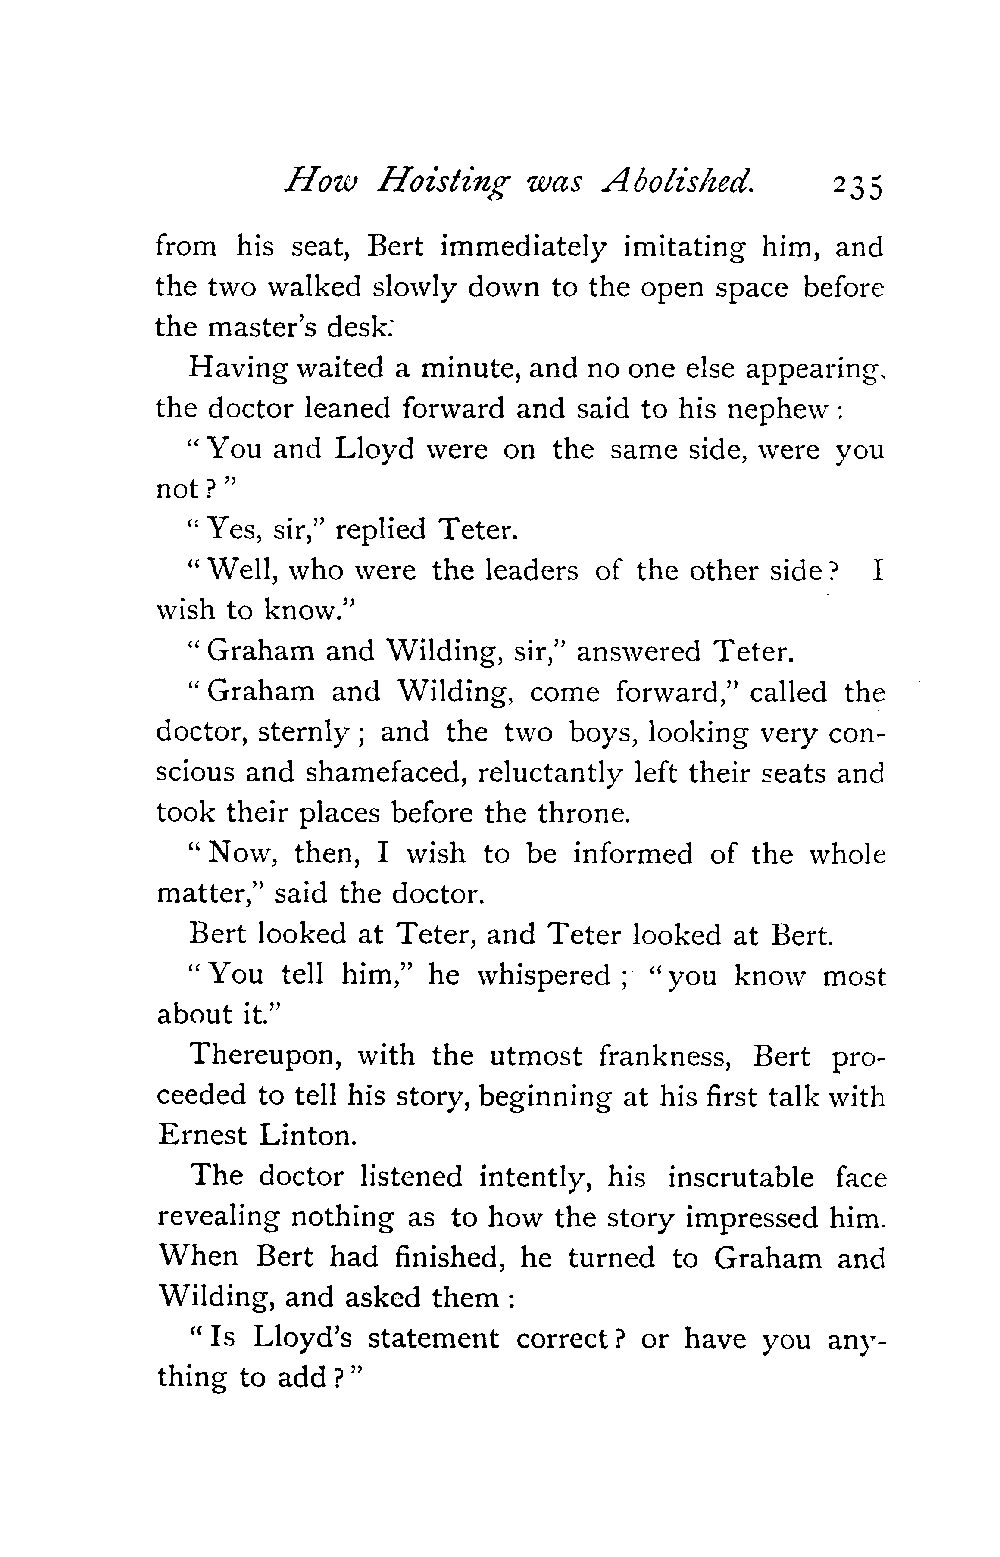 How Hoisting was Abolished. 235
from his seat, Bert immediately imitating him, and
the two walked slowly down to the open space before
the master's desk.
Having waited a minute, and no one else appearing,
the doctor leaned forward and said to his nephew :
“ You and Lloyd were on the same side, were you
not ? ”
“ Yes, sir,” replied Teter.
“ Well, who were the leaders of the other side ? I
wish to know.”
“ Graham and Wilding, sir,” answered Teter.
“ Graham and Wilding, come forward,” called the
doctor, sternly ; and the two boys, looking very con-
scious and shamefaced, reluctantly left their seats and
took their places before the throne.
“ Now, then, I wish to be informed of the whole
matter,” said the doctor.
Bert looked at Teter, and Teter looked at Bert.
“ You tell him,” he whispered ; “ you know most
about it.”
Thereupon, with the utmost frankness, Bert pro-
ceeded to tell his story, beginning at his first talk with
Ernest Linton.
The doctor listened intently, his inscrutable face
revealing nothing as to how the story impressed him.
When Bert had finished, he turned to Graham and
Wilding, and asked them :
“ Is Lloyd's statement correct ? or have you any-
thing to add ? ”